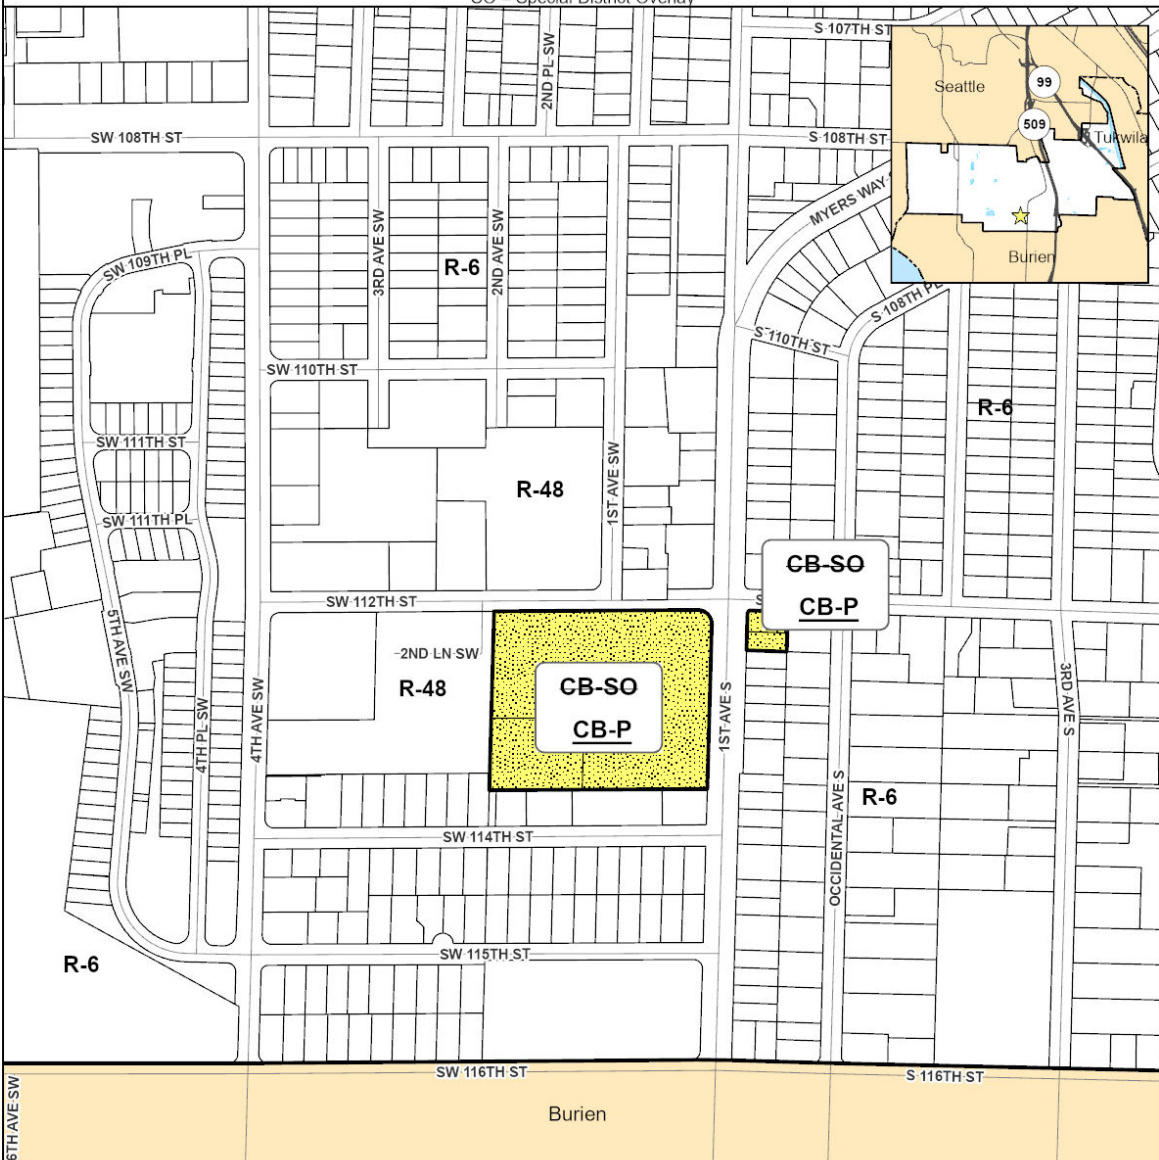 SO - Special District Overlay
S 107TH ST
2ND PL SW
Seattle
99
509
Tukwila
Burien
SW 108TH ST
S 108TH ST
MYERS WAY S
SW 109TH PL
3RD AVE SW
R-6
2ND AVE SW
S 108TH PL
S 110TH ST
SW 110TH ST
R-6
SW 111TH ST
R-48
1ST AVE SW
SW 111TH PL
CB-SO
CB-P
SW 112TH ST
S
5TH AVE SW
2ND LN SW
R-48
CB-SO
CB-P
4TH AVE SW
4TH PL SW
1ST AVE S
3RD AVE S
OCCIDENTAL AVE S
R-6
SW 114TH ST
SW 115TH ST
R-6
SW 116TH ST
S 116TH ST
6TH AVE SW
Burien